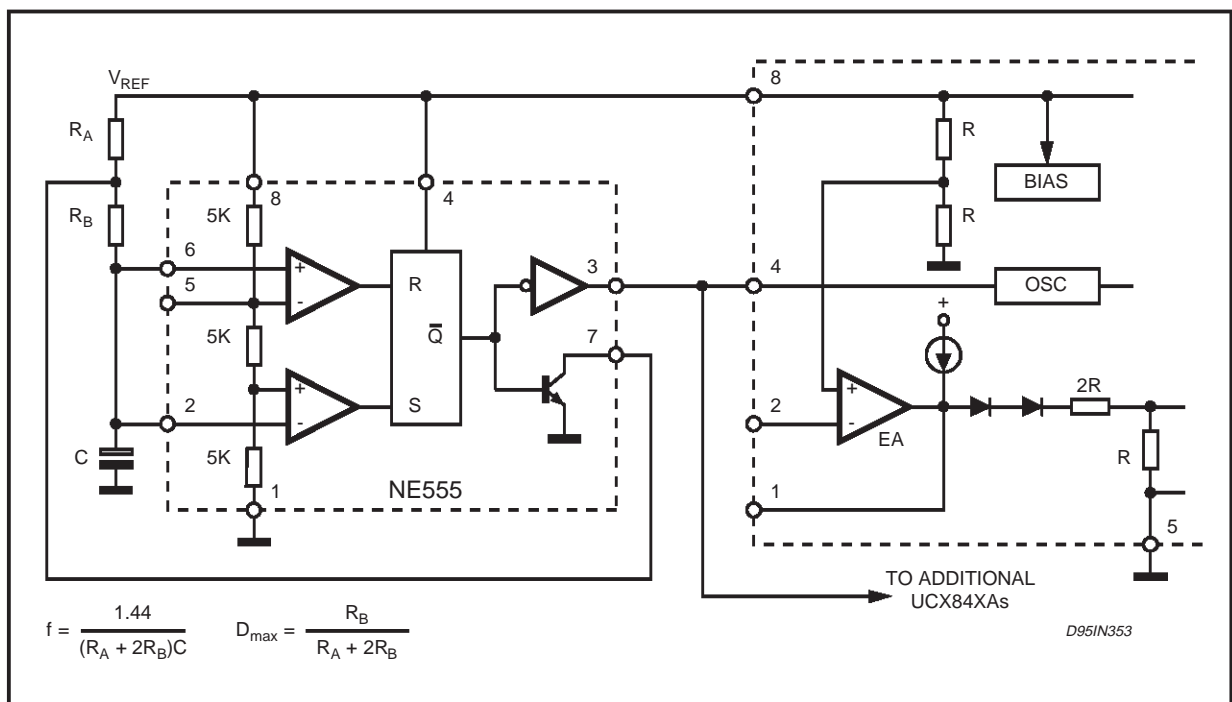 8
V_REF
R_A
R
BIAS
8
4
5K
R_B
R
6
+
3
4
R
OSC
5
-
Q̄
+
5K
7
2R
+
+
2
S
2
-
-
EA
C
5K
R
1
1
NE555
5
TO ADDITIONAL
UCX84XAs
f = 1.44 / (R_A + 2R_B)C
D_max = R_B / R_A + 2R_B
D95IN353